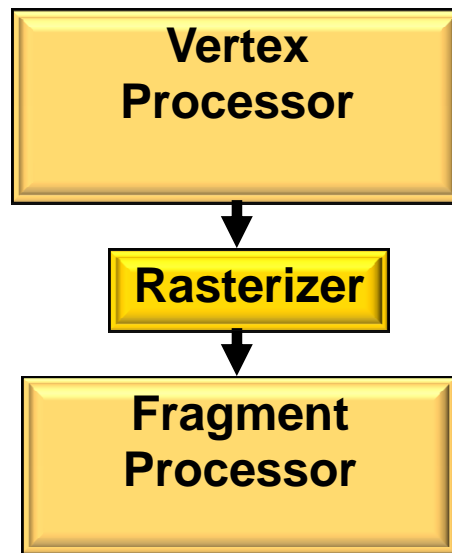 Vertex
Processor
Rasterizer
Fragment
Processor